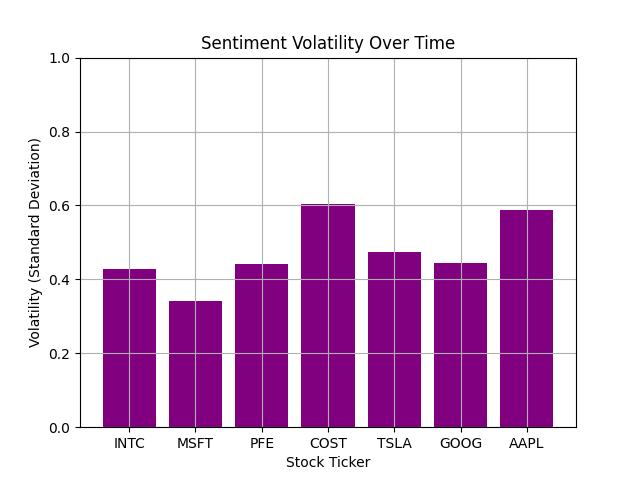 Sentiment Volatility Over Time
Volatility (Standard Deviation)
1.0
0.8
0.6
0.4
0.2
0.0
INTC MSFT PFE COST TSLA GOOG AAPL
Stock Ticker